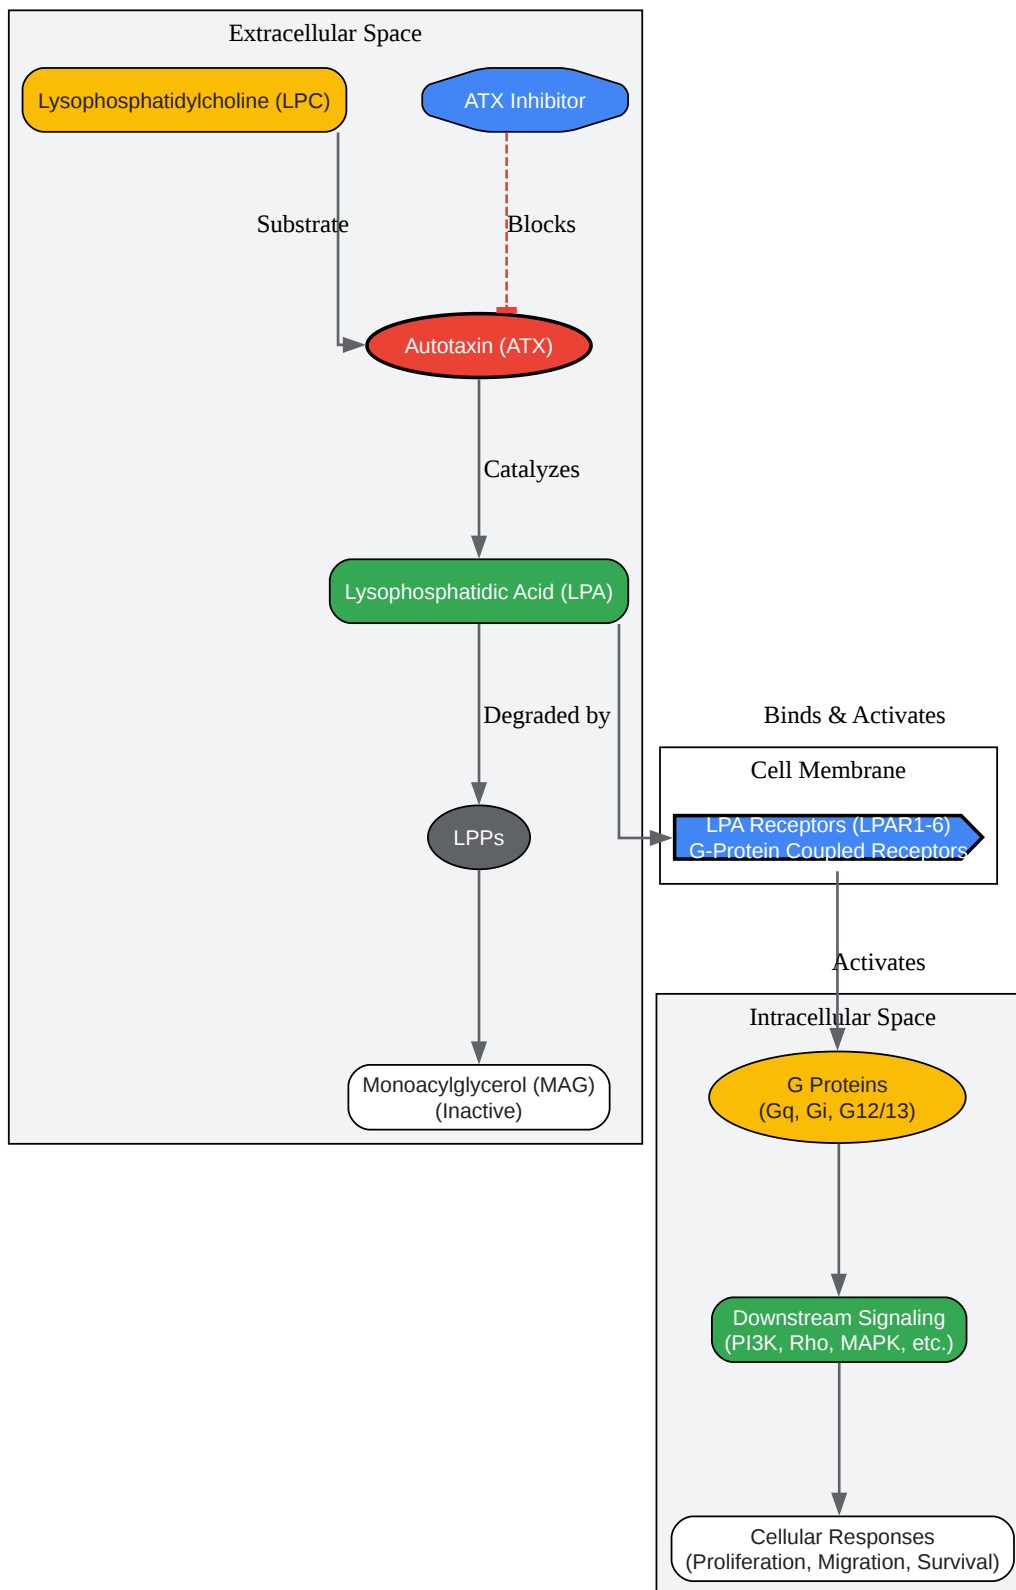 Extracellular Space
Lysophosphatidylcholine (LPC)
ATX Inhibitor
Substrate
Blocks
Autotaxin (ATX)
Catalyzes
Lysophosphatidic Acid (LPA)
Degraded by
Binds & Activates
Cell Membrane
LPA Receptors (LPAR1-6)
G-Protein Coupled Receptors
LPPs
Activates
Intracellular Space
Monoacylglycerol (MAG)
(Inactive)
G Proteins
(Gq, Gi, G12/13)
Downstream Signaling
(PI3K, Rho, MAPK, etc.)
Cellular Responses
(Proliferation, Migration, Survival)